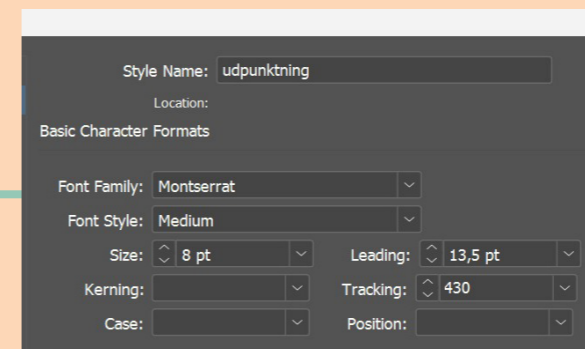 Style Name: udpunktning
Location:
Basic Character Formats
Font Family: Montserrat
Font Style: Medium
Size: 8 pt Leading: 13,5 pt
Kerning: Tracking: 430
Case: Position: